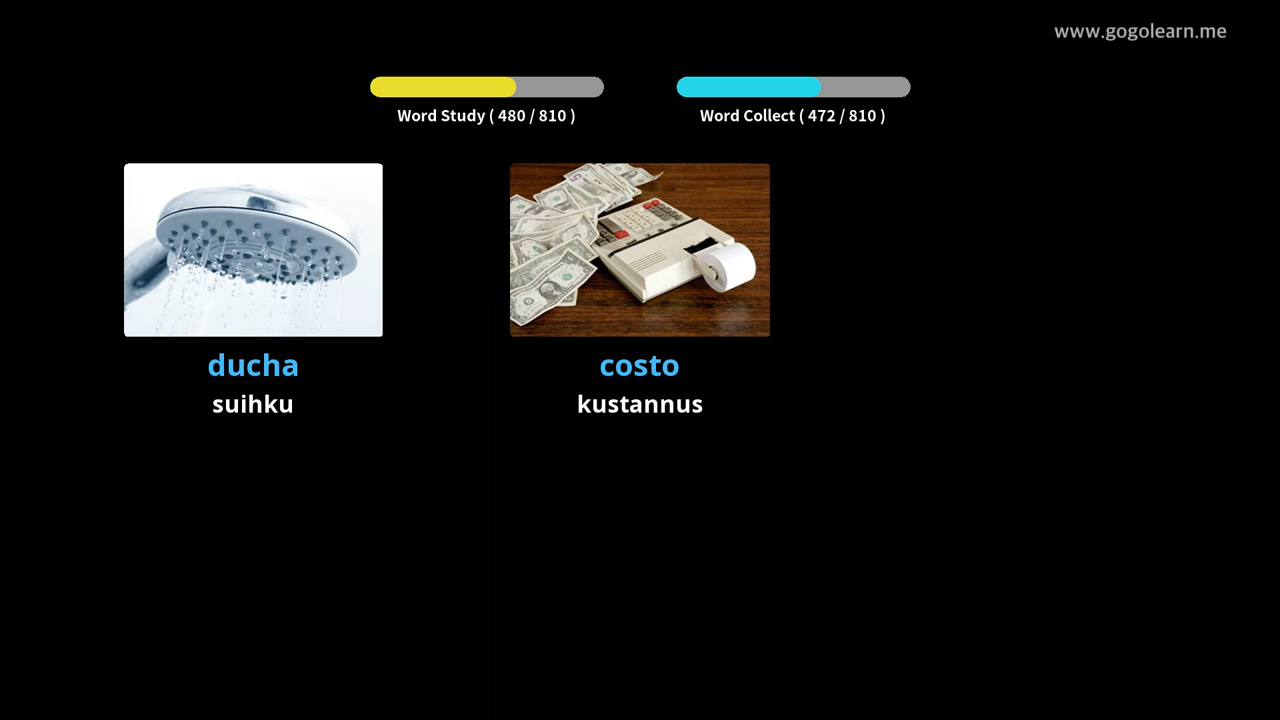 www.gogolearn.me
Word Study ( 480 / 810 )
Word Collect ( 472 / 810 )
ducha
suihku
costo
kustannus